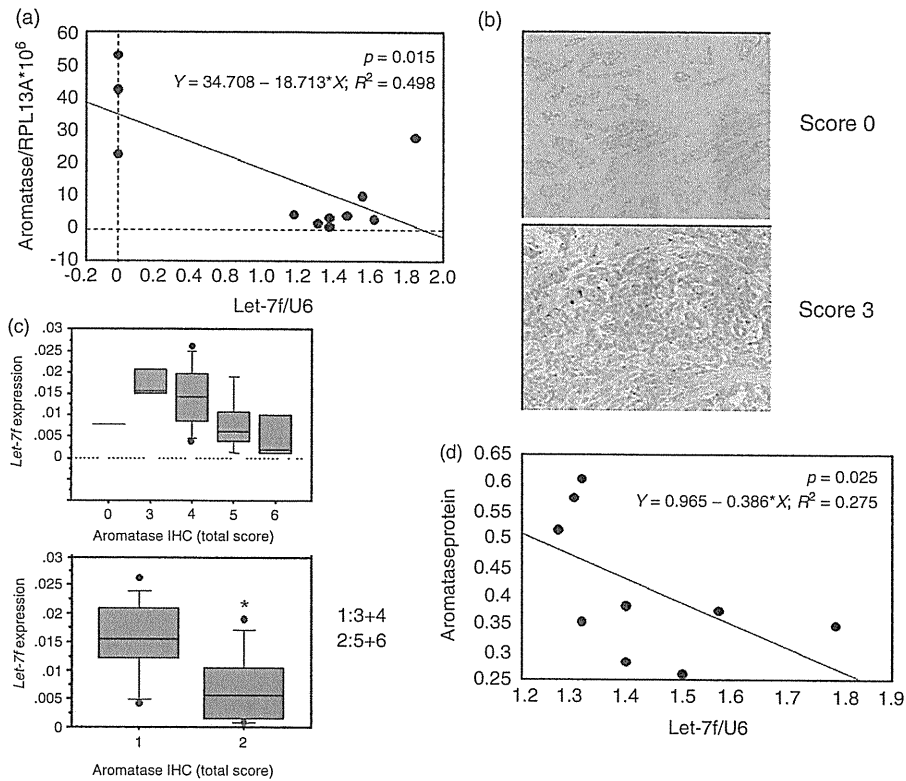 (a)
60
50
40
30
20
10
0
-10
Aromatase/RPL13A*10⁶
p = 0.015
Y = 34.708 – 18.713*X; R² = 0.498
-0.2 0 0.2 0.4 0.6 0.8 1.0 1.2 1.4 1.6 1.8 2.0
Let-7f/U6
(b)
Score 0
Score 3
(c)
.03
.025
.02
.015
.01
.005
0
Let-7f expression
0 3 4 5 6
Aromatase IHC (total score)
.03
.025
.02
.015
.01
.005
0
Let-7f expression
*
1:3+4
2:5+6
1 2
Aromatase IHC (total score)
(d)
0.65
0.6
0.55
0.5
0.45
0.4
0.35
0.3
0.25
Aromataseprotein
p = 0.025
Y = 0.965 – 0.386*X; R² = 0.275
1.2 1.3 1.4 1.5 1.6 1.7 1.8 1.9
Let-7f/U6